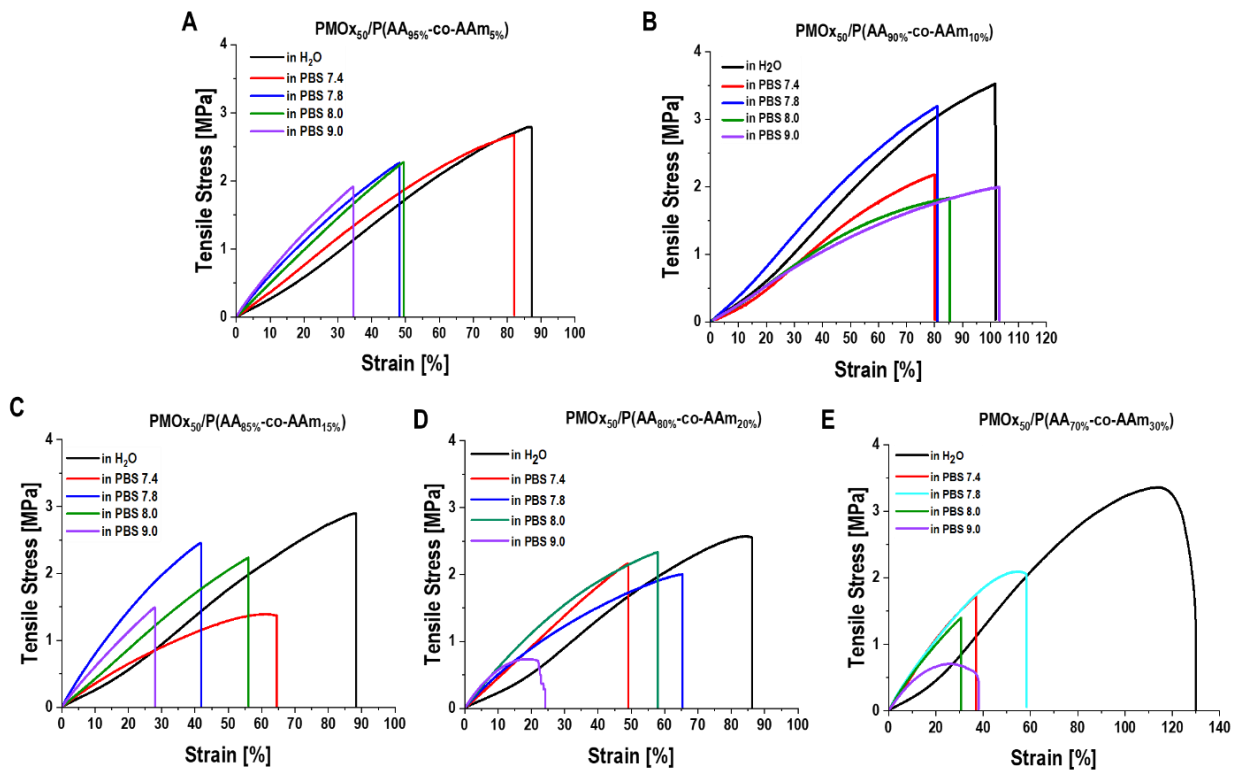 A
PMOx₅₀/P(AA₉₅%-co-AAm₅%)
in H₂O
in PBS 7.4
in PBS 7.8
in PBS 8.0
in PBS 9.0
Tensile Stress [MPa]
4
3
2
1
0
0 10 20 30 40 50 60 70 80 90 100
Strain [%]
B
PMOx₅₀/P(AA₉₀%-co-AAm₁₀%)
in H2O
in PBS 7.4
in PBS 7.8
in PBS 8.0
in PBS 9.0
Tensile Stress [MPa]
4
3
2
1
0
0 10 20 30 40 50 60 70 80 90 100 110 120
Strain [%]
C
PMOx₅₀/P(AA₈₅%-co-AAm₁₅%)
in H₂O
in PBS 7.4
in PBS 7.8
in PBS 8.0
in PBS 9.0
Tensile Stress [MPa]
4
3
2
1
0
0 10 20 30 40 50 60 70 80 90 100
Strain [%]
D
PMOx₅₀/P(AA₈₀%-co-AAm₂₀%)
in H₂O
in PBS 7.4
in PBS 7.8
in PBS 8.0
in PBS 9.0
Tensile Stress [MPa]
4
3
2
1
0
0 10 20 30 40 50 60 70 80 90 100
Strain [%]
E
PMOx₅₀/P(AA₇₀%-co-AAm₃₀%)
in H₂O
in PBS 7.4
in PBS 7.8
in PBS 8.0
in PBS 9.0
Tensile Stress [MPa]
4
3
2
1
0
0 20 40 60 80 100 120 140
Strain [%]